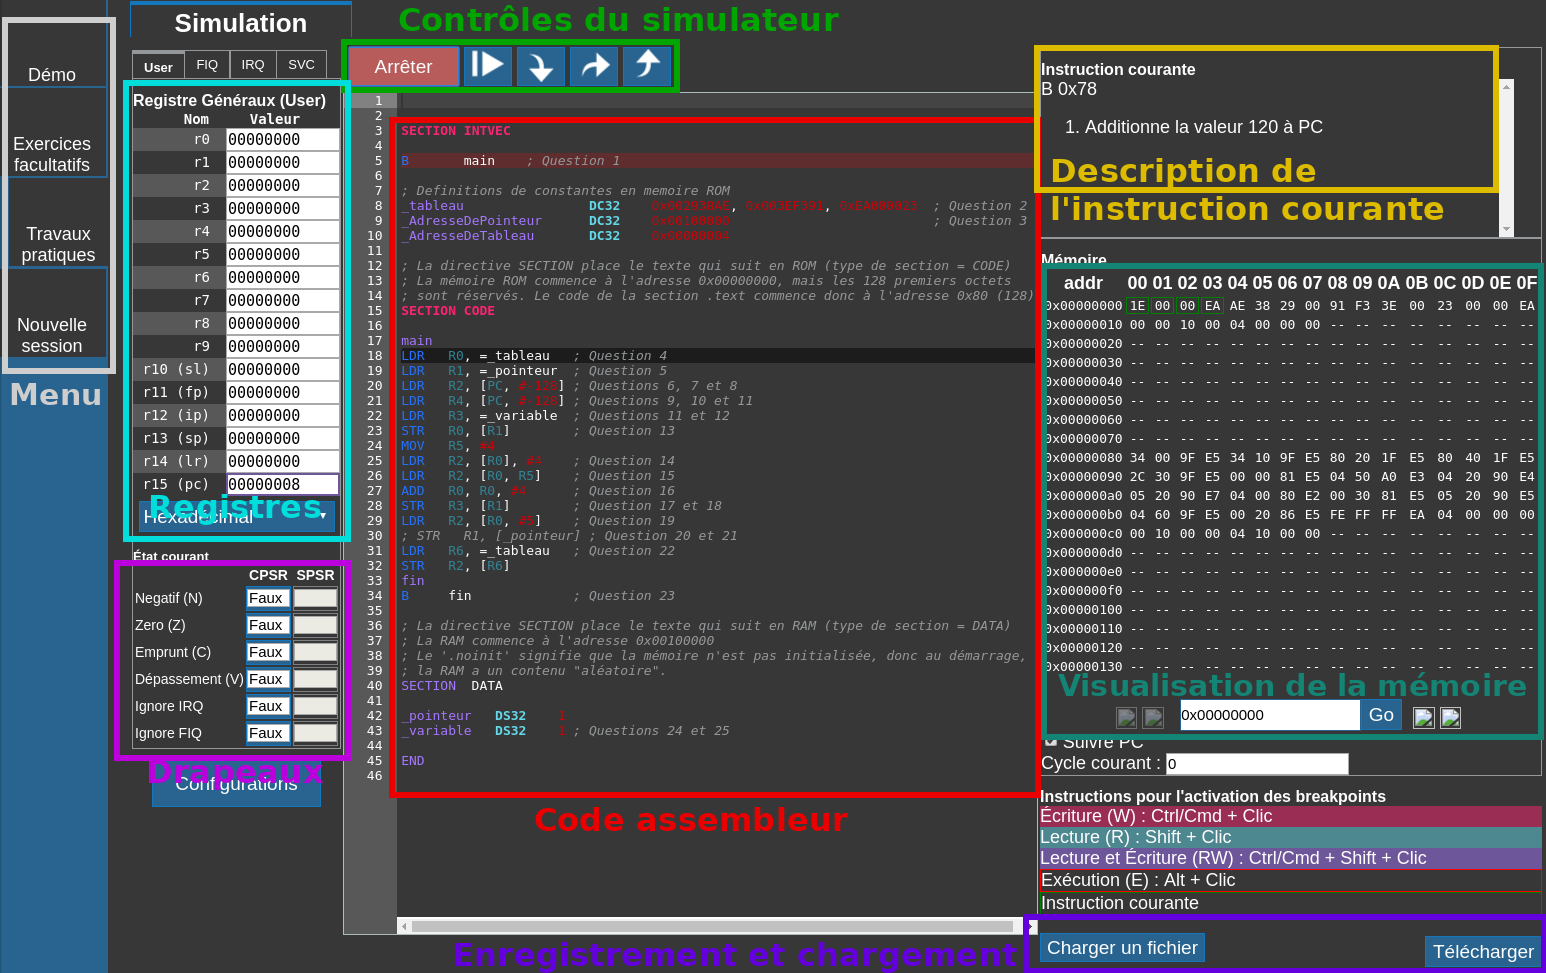 Démo
Exercices
facultatifs
Travaux
pratiques
Nouvelle
session
Menu
Simulation
User FIQ IRQ SVC
Registre Généraux (User)
Nom Valeur
r0 00000000
r1 00000000
r2 00000000
r3 00000000
r4 00000000
r5 00000000
r6 00000000
r7 00000000
r8 00000000
r9 00000000
r10 (sl) 00000000
r11 (fp) 00000000
r12 (ip) 00000000
r13 (sp) 00000000
r14 (lr) 00000000
r15 (pc) 00000008
Registres
Hexadécimal
État courant
CPSR SPSR
Negatif (N) Faux
Zero (Z) Faux
Emprunt (C) Faux
Dépassement (V) Faux
Ignore IRQ Faux
Ignore FIQ Faux
Drapeaux
Configurations
Contrôles du simulateur
Arrêter
1
2
3 SECTION INTVEC
4
5 B main ; Question 1
6
7 ; Definitions de constantes en memoire ROM
8 _tableau DC32 0x002938AE, 0x003EF391, 0xEA000023 ; Question 2
9 _AdresseDePointeur DC32 0x00100000 ; Question 3
10 _AdresseDeTableau DC32 0x00000004
11
12 ; La directive SECTION place le texte qui suit en ROM (type de section = CODE)
13 ; La mémoire ROM commence à l'adresse 0x00000000, mais les 128 premiers octets
14 ; sont réservés. Le code de la section .text commence donc à l'adresse 0x80 (128)
15 SECTION CODE
16
17 main
18 LDR R0, =_tableau ; Question 4
19 LDR R1, =_pointeur ; Question 5
20 LDR R2, [PC, #-128] ; Questions 6, 7 et 8
21 LDR R4, [PC, #-128] ; Questions 9, 10 et 11
22 LDR R3, =_variable ; Questions 11 et 12
23 STR R0, [R1] ; Question 13
24 MOV R5, #4
25 LDR R2, [R0], #4 ; Question 14
26 LDR R2, [R0, R5] ; Question 15
27 ADD R0, R0, #4 ; Question 16
28 STR R3, [R1] ; Question 17 et 18
29 LDR R2, [R0, #5] ; Question 19
30 ; STR R1, [_pointeur] ; Question 20 et 21
31 LDR R6, =_tableau ; Question 22
32 STR R2, [R6]
33 fin
34 B fin ; Question 23
35
36 ; La directive SECTION place le texte qui suit en RAM (type de section = DATA)
37 ; La RAM commence à l'adresse 0x00100000
38 ; Le '.noinit' signifie que la mémoire n'est pas initialisée, donc au démarrage,
39 ; la RAM a un contenu "aléatoire".
40 SECTION DATA
41
42 _pointeur DS32 1
43 _variable DS32 1 ; Questions 24 et 25
44
45 END
46
Code assembleur
Enregistrement et chargement
Instruction courante
B 0x78
1. Additionne la valeur 120 à PC
Description de
l'instruction courante
Mémoire
addr 00 01 02 03 04 05 06 07 08 09 0A 0B 0C 0D 0E 0F
0x00000000 1E 00 00 EA AE 38 29 00 91 F3 3E 00 23 00 00 EA
0x00000010 00 00 10 00 04 00 00 00 -- -- -- -- -- -- -- --
0x00000020 -- -- -- -- -- -- -- -- -- -- -- -- -- -- -- --
0x00000030 -- -- -- -- -- -- -- -- -- -- -- -- -- -- -- --
0x00000040 -- -- -- -- -- -- -- -- -- -- -- -- -- -- -- --
0x00000050 -- -- -- -- -- -- -- -- -- -- -- -- -- -- -- --
0x00000060 -- -- -- -- -- -- -- -- -- -- -- -- -- -- -- --
0x00000070 -- -- -- -- -- -- -- -- -- -- -- -- -- -- -- --
0x00000080 34 00 9F E5 34 10 9F E5 80 20 1F E5 80 40 1F E5
0x00000090 2C 30 9F E5 00 00 81 E5 04 50 A0 E3 04 20 90 E4
0x000000a0 05 20 90 E7 04 00 80 E2 00 30 81 E5 05 20 90 E5
0x000000b0 04 60 9F E5 00 20 86 E5 FE FF FF EA 04 00 00 00
0x000000c0 00 10 00 00 04 10 00 00 -- -- -- -- -- -- -- --
0x000000d0 -- -- -- -- -- -- -- -- -- -- -- -- -- -- -- --
0x000000e0 -- -- -- -- -- -- -- -- -- -- -- -- -- -- -- --
0x000000f0 -- -- -- -- -- -- -- -- -- -- -- -- -- -- -- --
0x00000100 -- -- -- -- -- -- -- -- -- -- -- -- -- -- -- --
0x00000110 -- -- -- -- -- -- -- -- -- -- -- -- -- -- -- --
0x00000120 -- -- -- -- -- -- -- -- -- -- -- -- -- -- -- --
0x00000130 -- -- -- -- -- -- -- -- -- -- -- -- -- -- -- --
Visualisation de la mémoire
0x00000000 Go
Suivre PC
Cycle courant : 0
Instructions pour l'activation des breakpoints
Écriture (W) : Ctrl/Cmd + Clic
Lecture (R) : Shift + Clic
Lecture et Écriture (RW) : Ctrl/Cmd + Shift + Clic
Exécution (E) : Alt + Clic
Instruction courante
Charger un fichier Télécharger